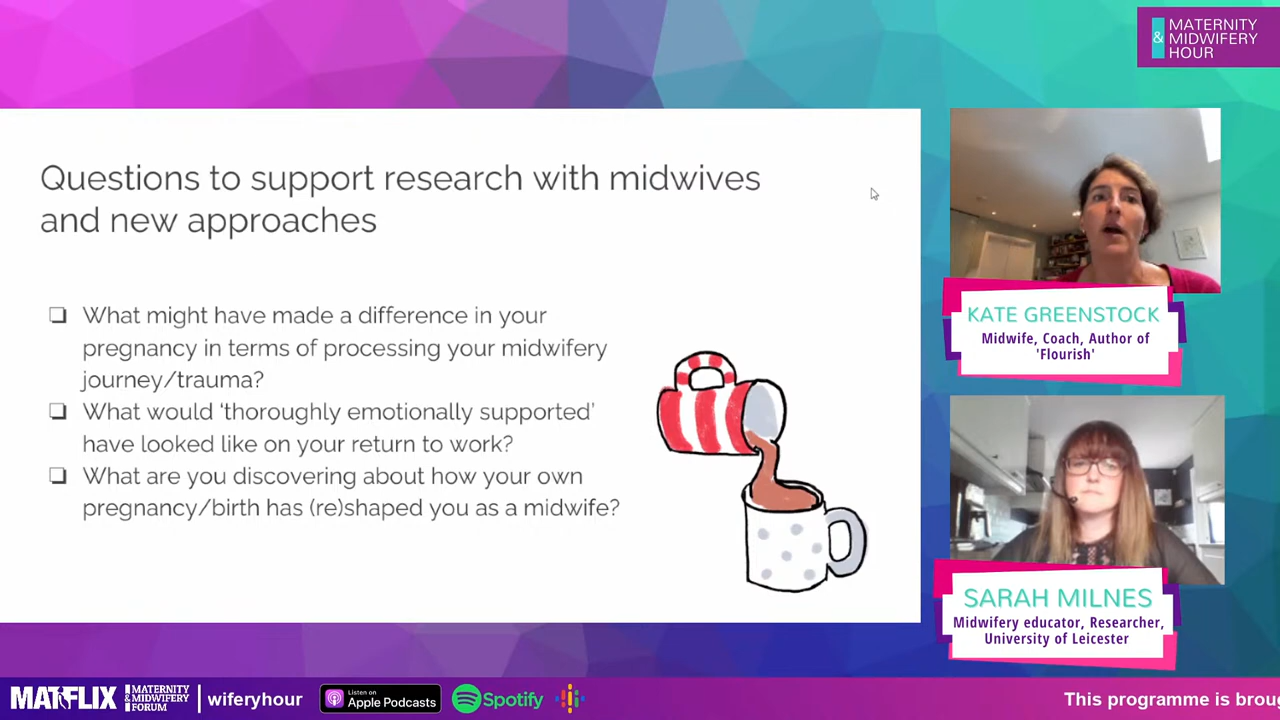 MATERNITY
& MIDWIFERY
HOUR
Questions to support research with midwives
and new approaches
What might have made a difference in your
pregnancy in terms of processing your midwifery
journey/trauma?
What would ‘thoroughly emotionally supported’
have looked like on your return to work?
What are you discovering about how your own
pregnancy/birth has (re)shaped you as a midwife?
KATE GREENSTOCK
Midwife, Coach, Author of
'Flourish'
SARAH MILNES
Midwifery educator, Researcher,
University of Leicester
MATFLIX
MATERNITY
& MIDWIFERY
FORUM
wiferyhour
Listen on
Apple Podcasts
Spotify
This programme is broug